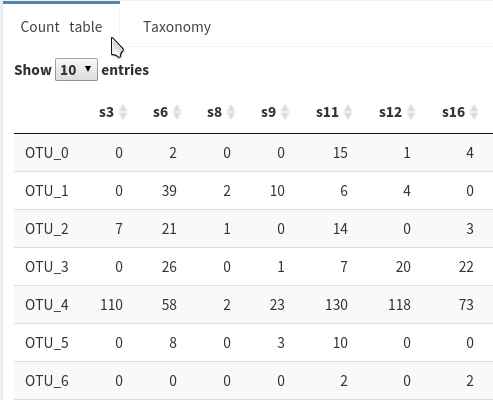 Count table Taxonomy
Show 10 entries
s3 s6 s8 s9 s11 s12 s16
OTU_0 0 2 0 0 15 1 4
OTU_1 0 39 2 10 6 4 0
OTU_2 7 21 1 0 14 0 3
OTU_3 0 26 0 1 7 20 22
OTU_4 110 58 2 23 130 118 73
OTU_5 0 8 0 3 10 0 0
OTU_6 0 0 0 0 2 0 2